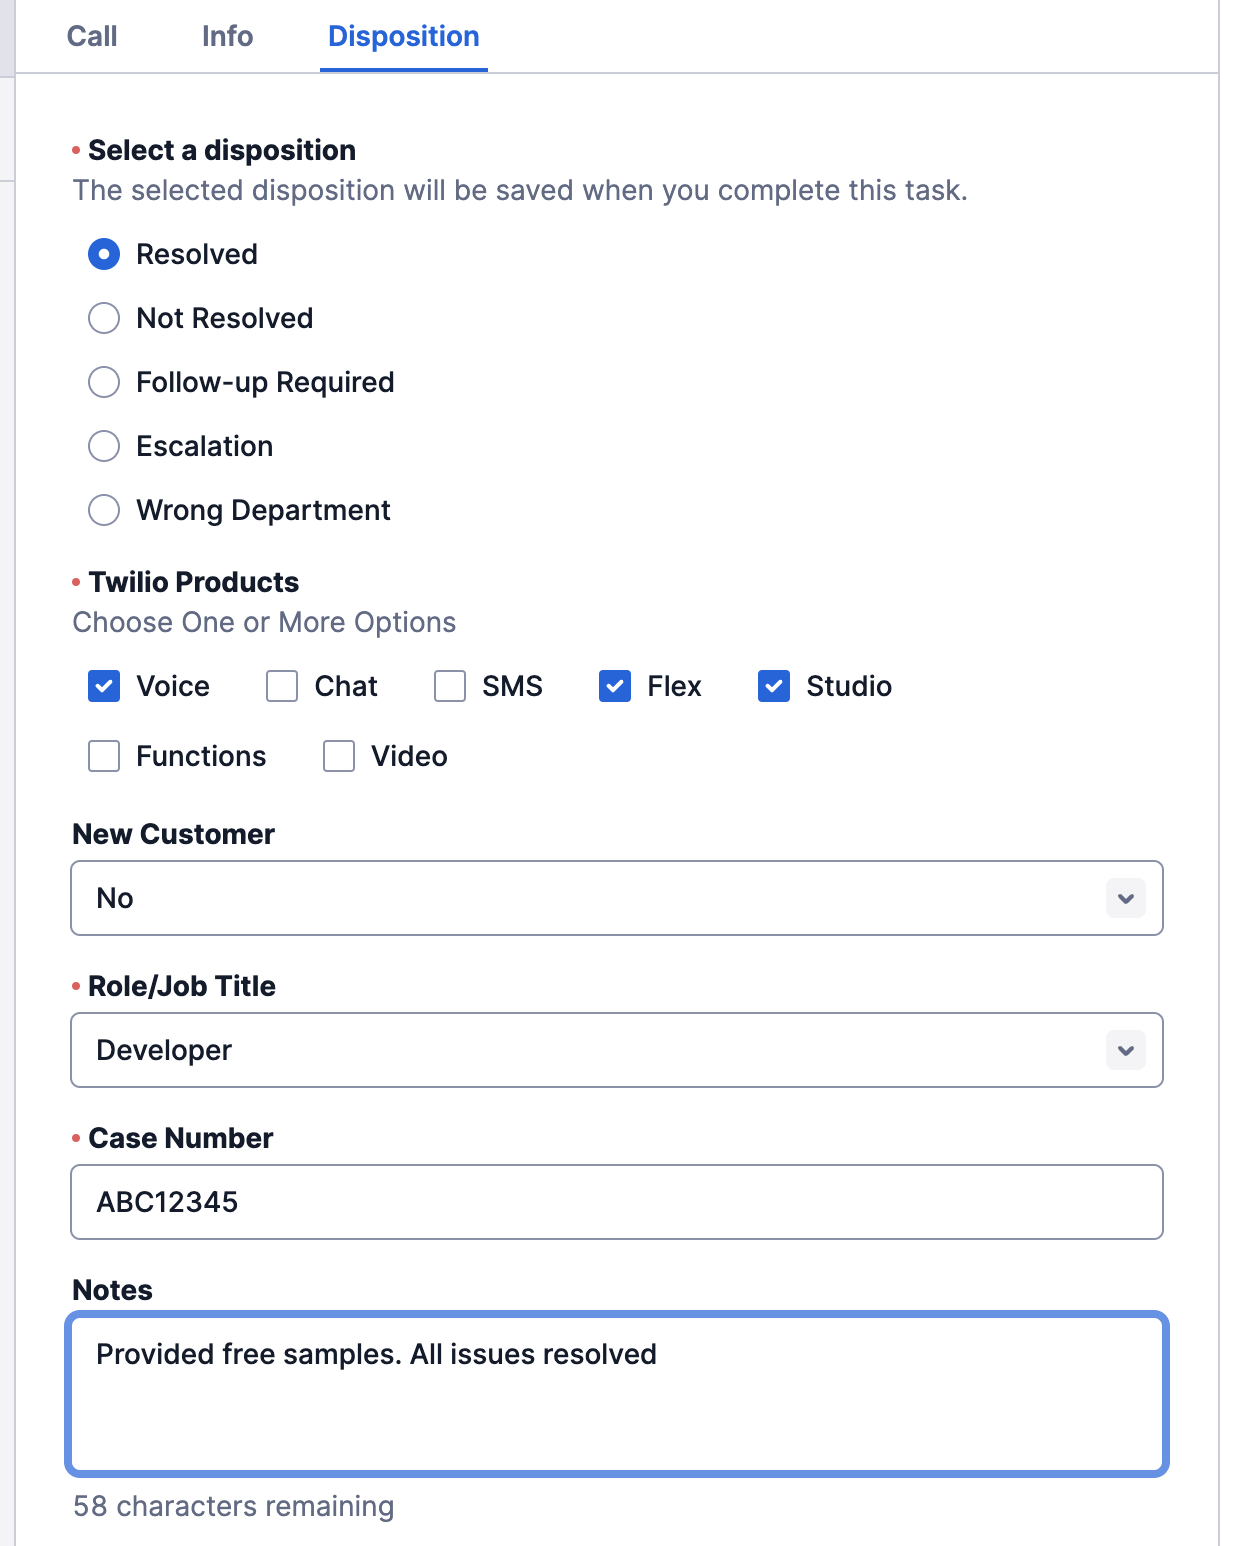 Call Info Disposition
Select a disposition
The selected disposition will be saved when you complete this task.
Resolved
Not Resolved
Follow-up Required
Escalation
Wrong Department
Twilio Products
Choose One or More Options
Voice Chat SMS Flex Studio
Functions Video
New Customer
No
Role/Job Title
Developer
Case Number
ABC12345
Notes
Provided free samples. All issues resolved
58 characters remaining